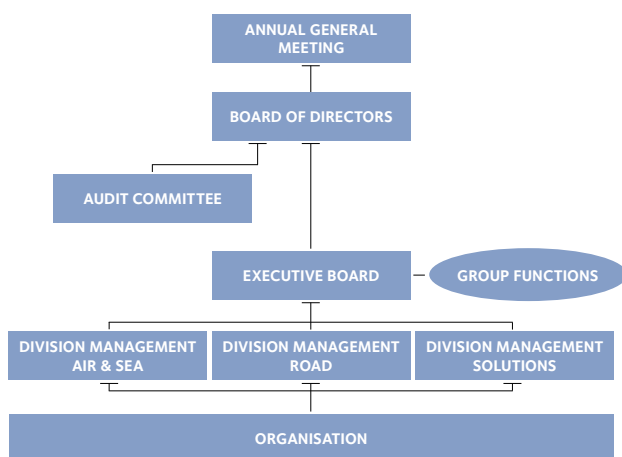 ANNUAL GENERAL
MEETING
BOARD OF DIRECTORS
AUDIT COMMITTEE
EXECUTIVE BOARD
GROUP FUNCTIONS
DIVISION MANAGEMENT
AIR & SEA
DIVISION MANAGEMENT
ROAD
DIVISION MANAGEMENT
SOLUTIONS
ORGANISATION